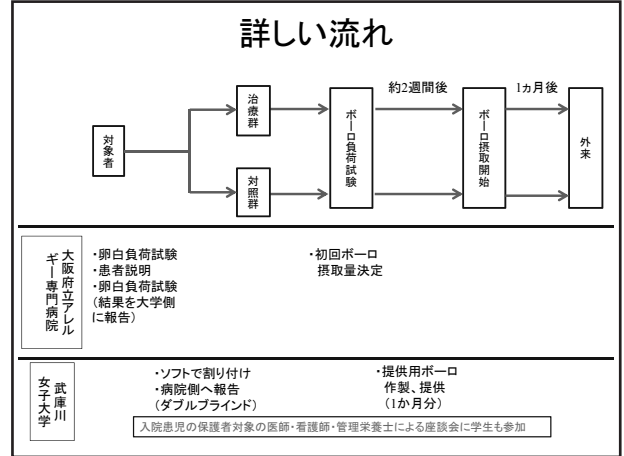 詳しい流れ
対象者
治療群
対照群
ボーロ負荷試験
約2週間後
ボーロ摂取開始
1ヵ月後
外来
大阪府立アレル
ギー専門病院
・卵白負荷試験
・患者説明
・卵白負荷試験
(結果を大学側
に報告)
・初回ボーロ
摂取量決定
武庫川
女子大学
・ソフトで割り付け
・病院側へ報告
(ダブルブラインド)
・提供用ボーロ
作製、提供
(1か月分)
入院患児の保護者対象の医師・看護師・管理栄養士による座談会に学生も参加